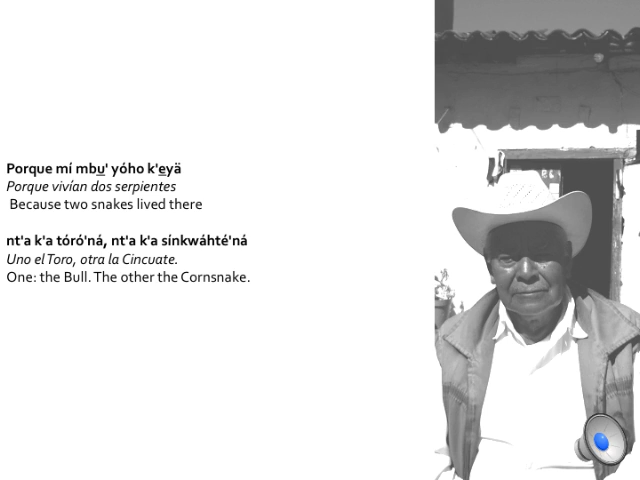 Porque mí mbu̲' yóho k'e̲yä
Porque vivían dos serpientes
Because two snakes lived there
nt'a k'a tóró'ná, nt'a k'a sínkwáhté'ná
Uno el Toro, otra la Cincuate.
One: the Bull. The other the Cornsnake.